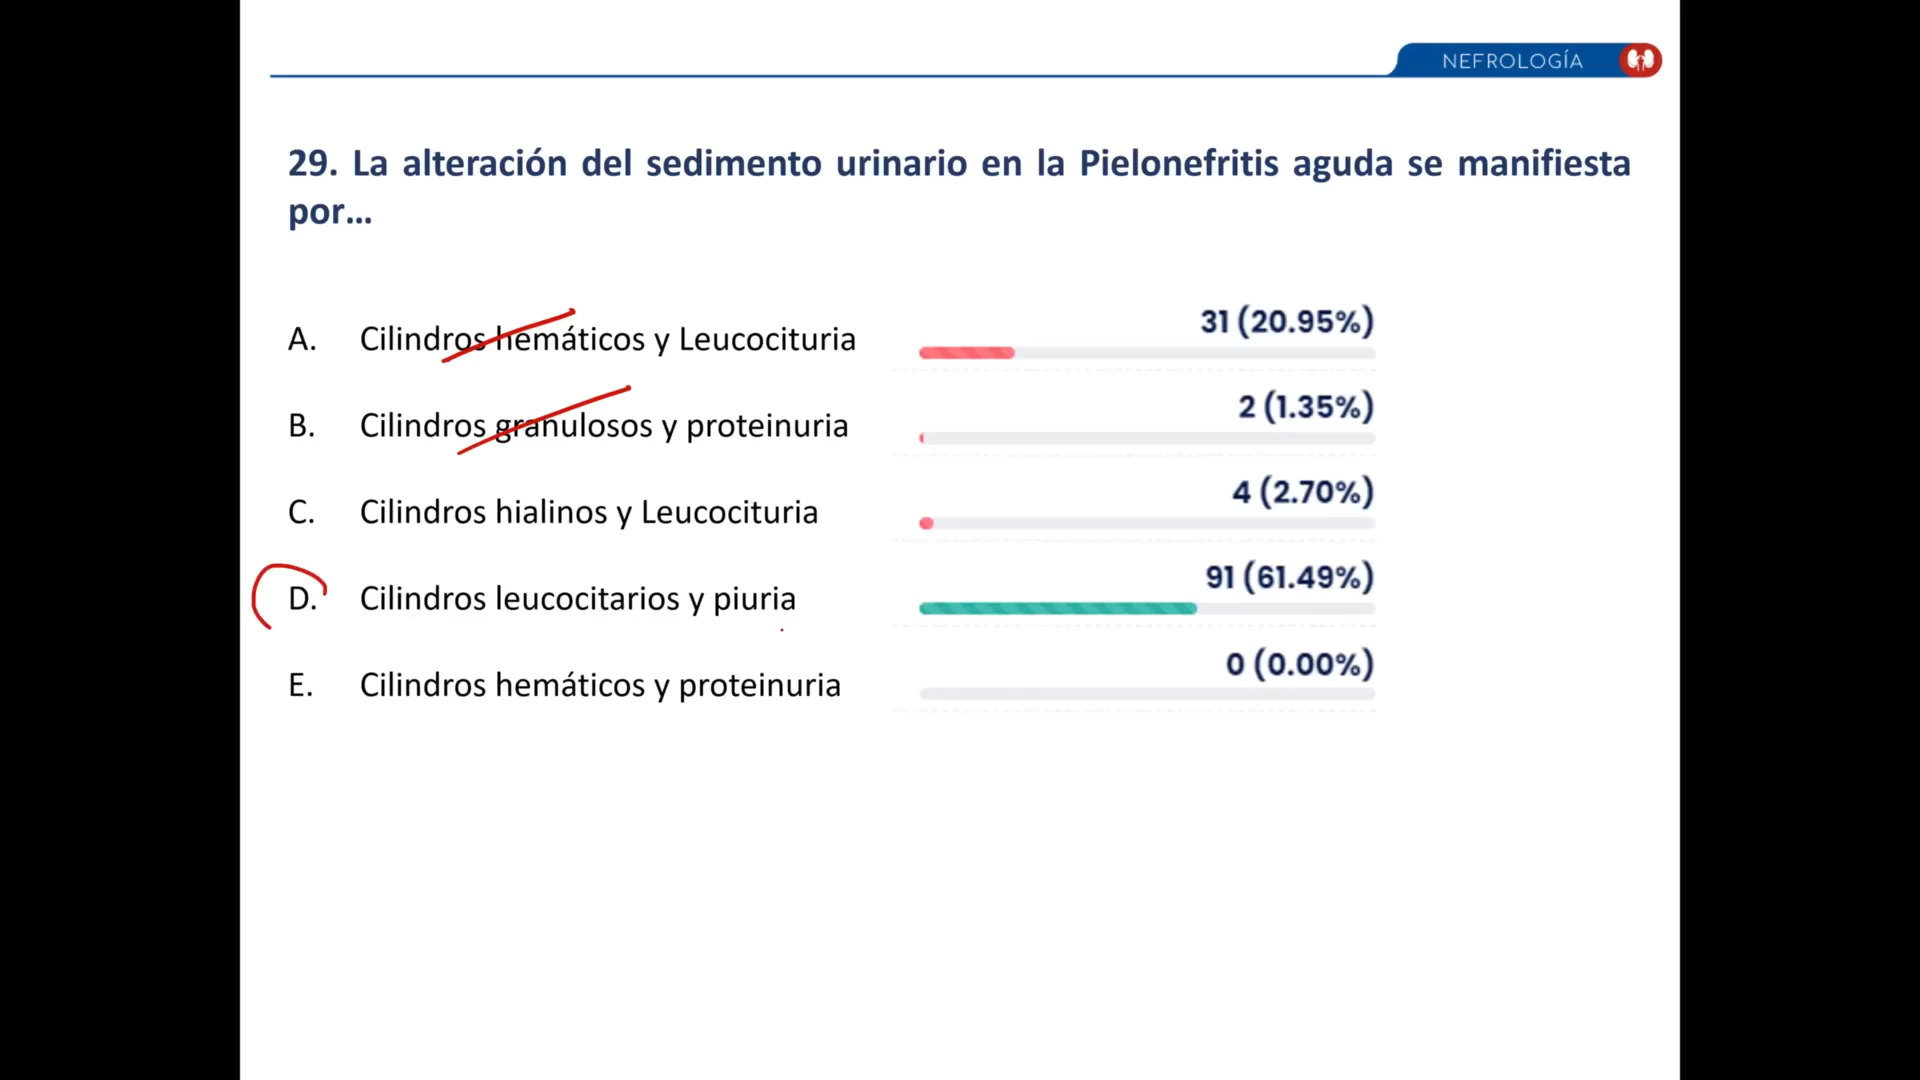 NEFROLOGÍA
29. La alteración del sedimento urinario en la Pielonefritis aguda se manifiesta
por...
A. Cilindros hemáticos y Leucocituria 31 (20.95%)
B. Cilindros granulosos y proteinuria 2 (1.35%)
C. Cilindros hialinos y Leucocituria 4 (2.70%)
D. Cilindros leucocitarios y piuria 91 (61.49%)
E. Cilindros hemáticos y proteinuria 0 (0.00%)